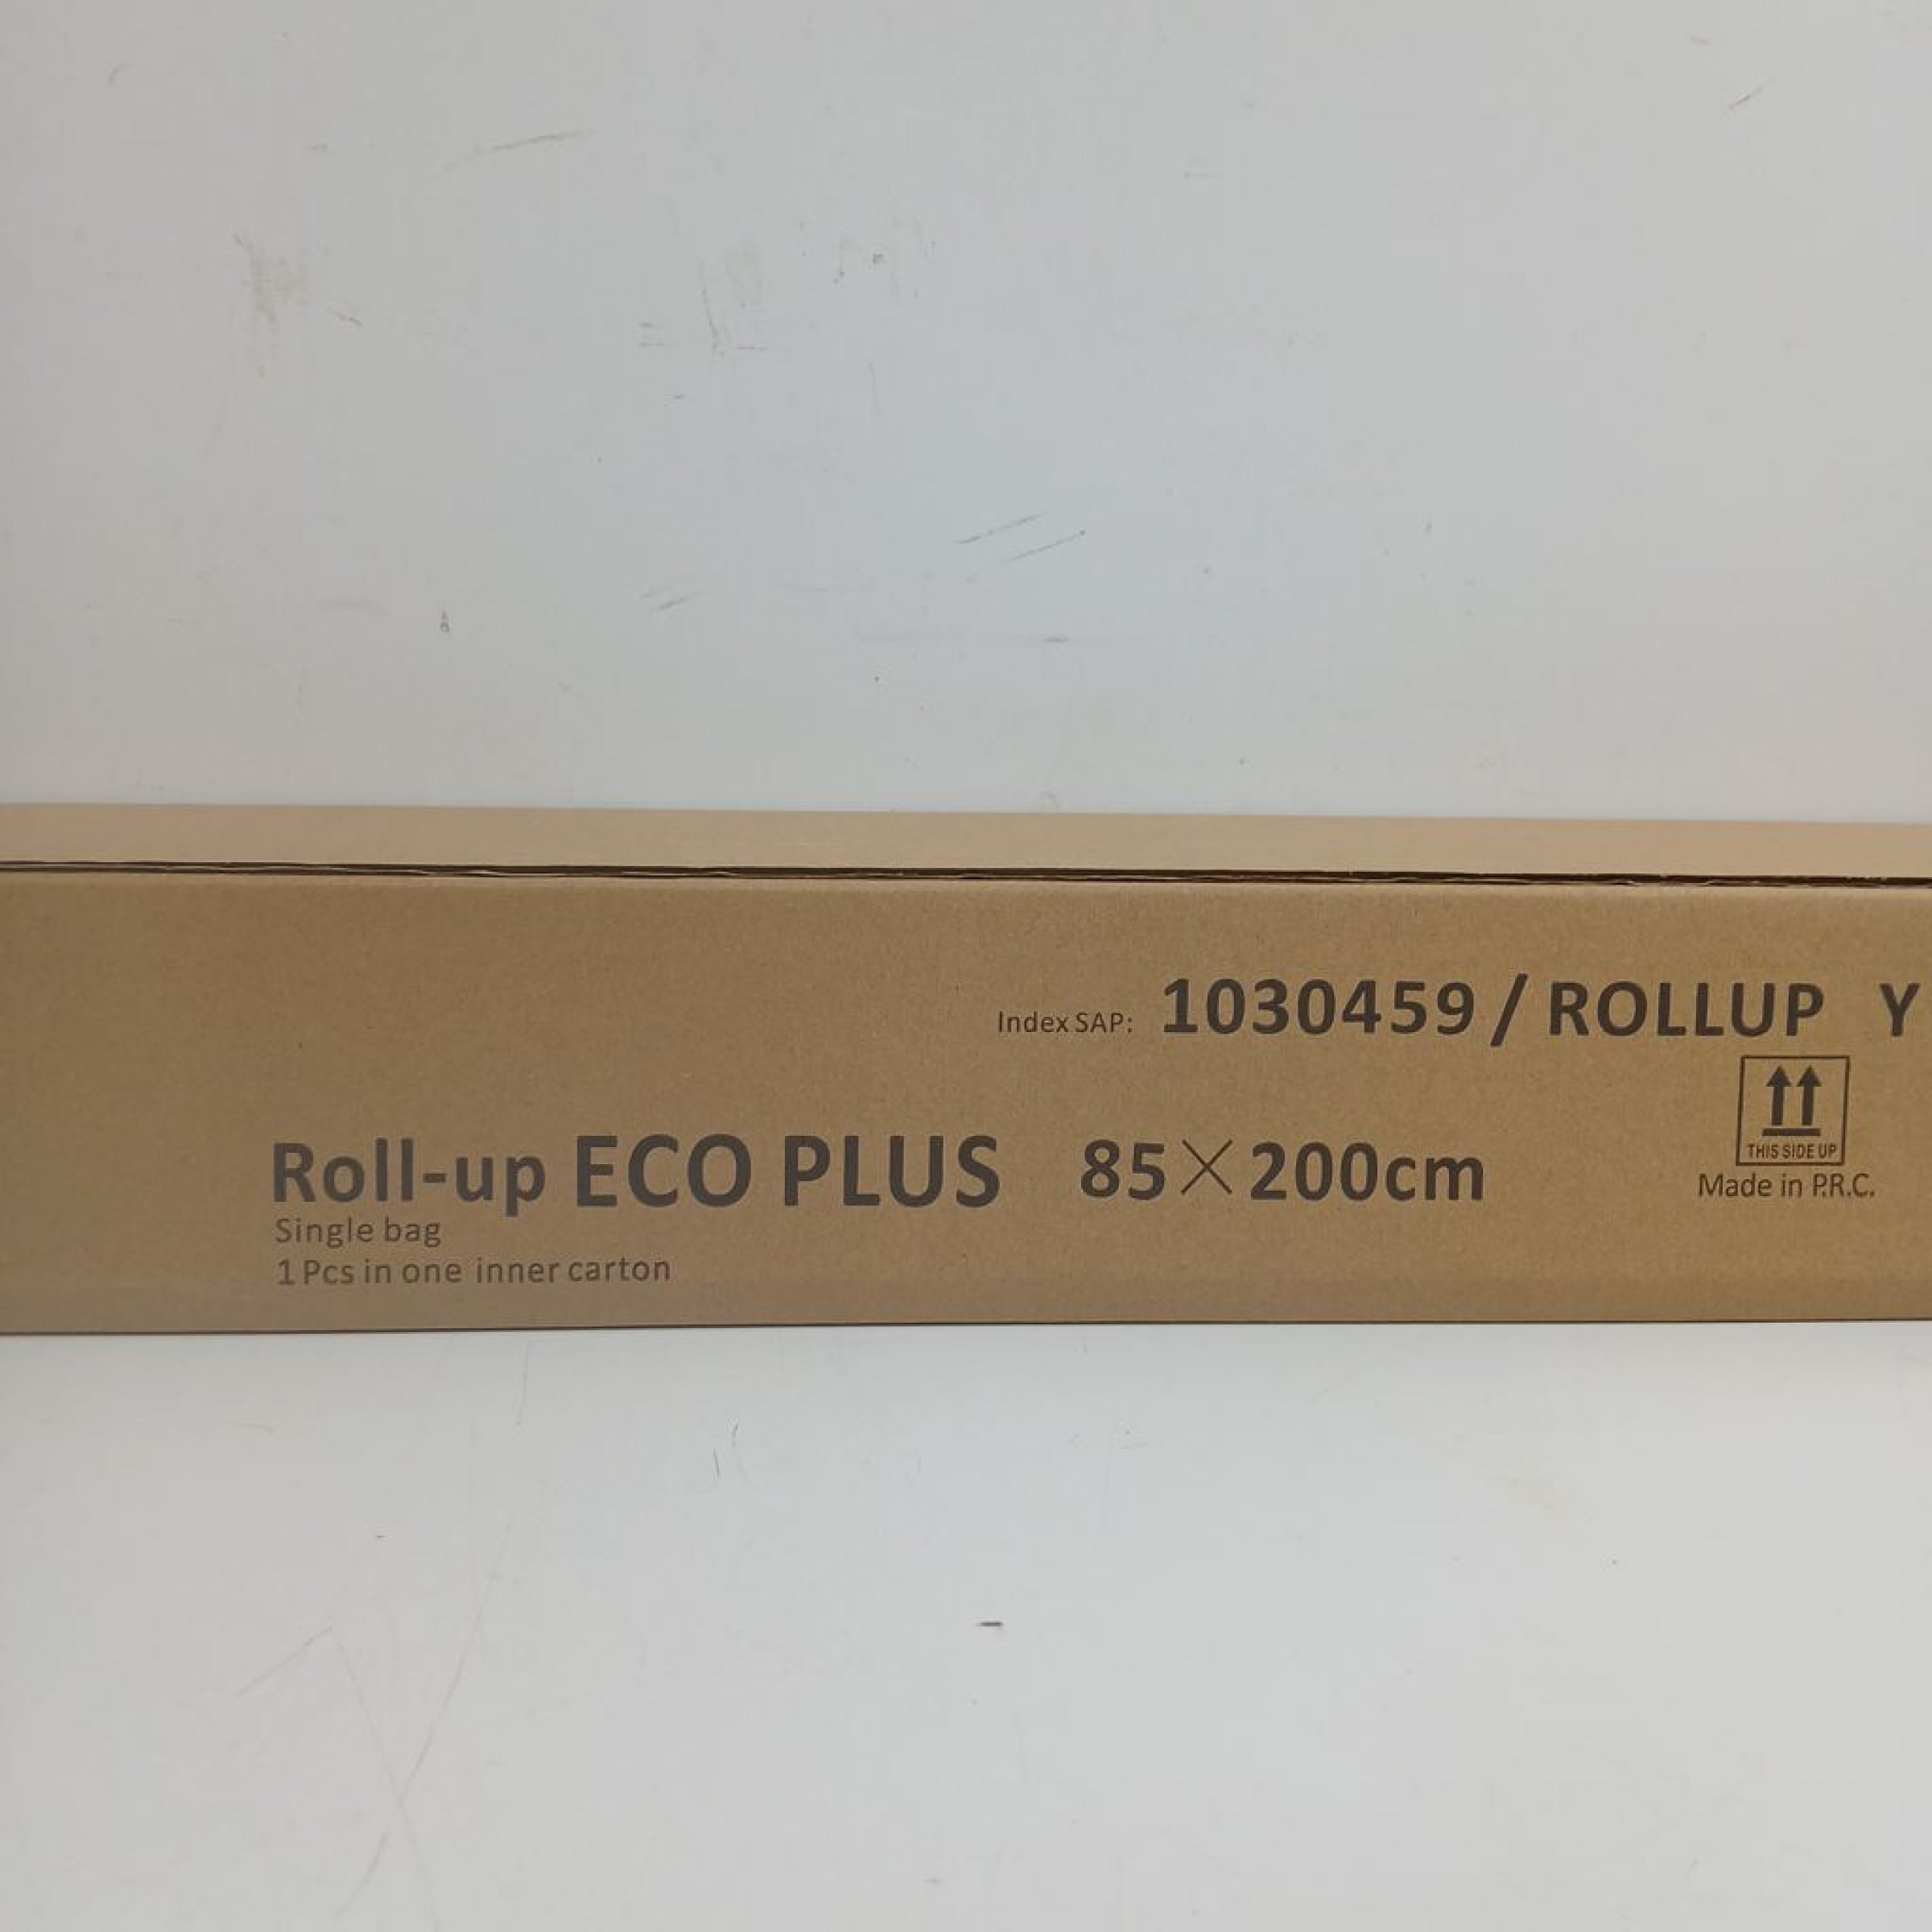 Index SAP: 1030459 / ROLLUP Y
THIS SIDE UP
Roll-up ECO PLUS 85×200cm
Made in P.R.C.
Single bag
1 Pcs in one inner carton